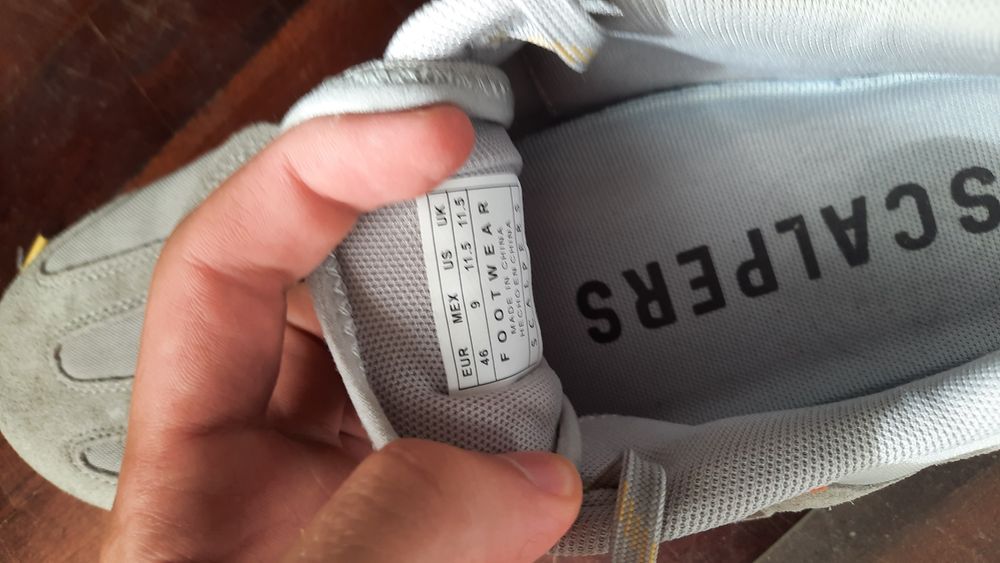 EUR MEX US UK
46 9 11.5 11.5
FOOTWEAR
MADE IN CHINA
HECHO EN CHINA
SCALPERS
SCALPERS